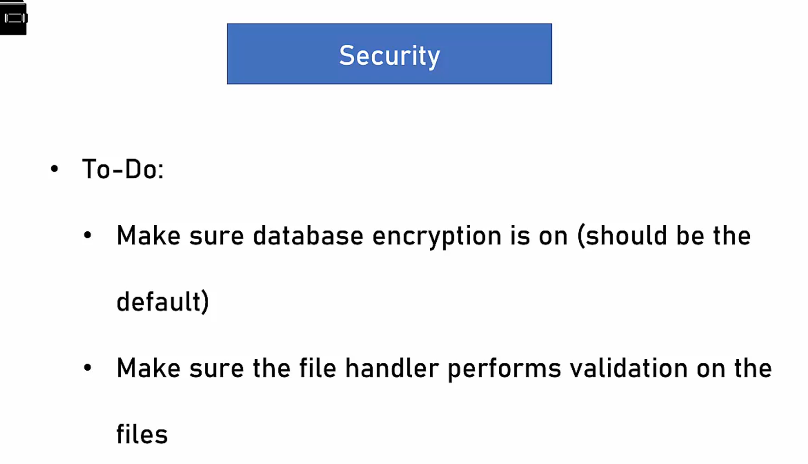 Security
• To-Do:
• Make sure database encryption is on (should be the
default)
• Make sure the file handler performs validation on the
files